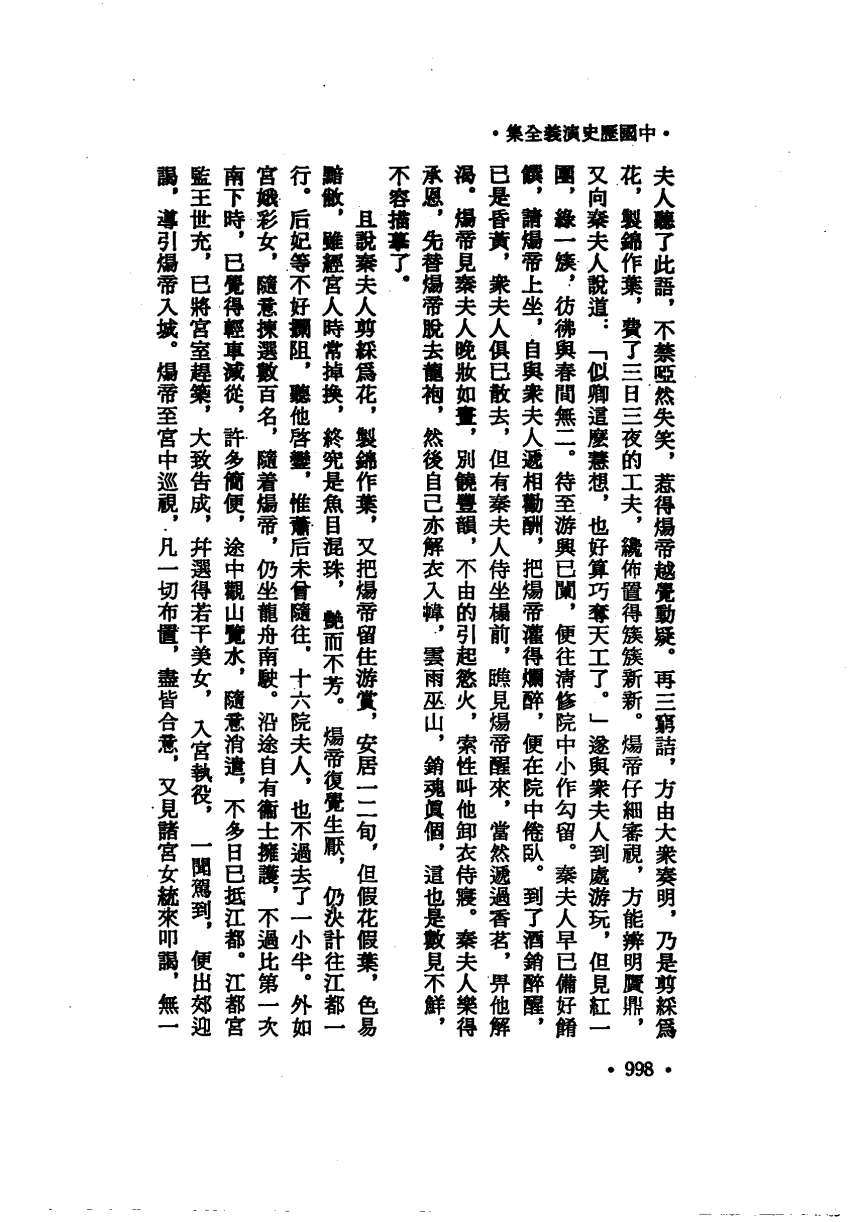 •中國歷史演義全集•
夫人聽了此語，不禁啞然失笑，惹得煬帝越覺動疑。再三窮詰，方由大衆奏明，乃是剪綵爲
花，製錦作葉，費了三日三夜的工夫，纔佈置得簇簇新新。煬帝仔細審視，方能辨明贋鼎，
又向秦夫人說道：「似卿這麼慧想，也好算巧奪天工了。」遂與衆夫人到處游玩，但見紅一
團，綠一簇，彷彿與春間無二。待至游興已闌，便往清修院中小作勾留。秦夫人早已備好餚
饌，請煬帝上坐，自與衆夫人遞相勸酬，把煬帝灌得爛醉，便在院中倦臥。到了酒銷醉醒，
已是昏黃，衆夫人俱已散去，但有秦夫人侍坐榻前，瞧見煬帝醒來，當然遞過香茗，畀他解
渴。煬帝見秦夫人晚妝如畫，別饒豐韻，不由的引起慾火，索性叫他卸衣侍寢。秦夫人樂得
承恩，先替煬帝脫去龍袍，然後自己亦解衣入幃，雲雨巫山，銷魂眞個，這也是數見不鮮，
不容描摹了。
且說秦夫人剪綵爲花，製錦作葉，又把煬帝留住游賞，安居一二旬，但假花假葉，色易
黯敝，雖經宮人時常掉換，終究是魚目混珠，艷而不芳。煬帝復覺生厭，仍決計往江都一
行。后妃等不好攔阻，聽他啓鑾，惟蕭后未曾隨往，十六院夫人，也不過去了一小半。外如
宮娥彩女，隨意揀選數百名，隨着煬帝，仍坐龍舟南駛。沿途自有衞士擁護，不過比第一次
南下時，已覺得輕車減從，許多簡便，途中觀山覽水，隨意消遣，不多日已抵江都。江都宮
監王世充，已將宮室趕築，大致告成，幷選得若干美女，入宮執役，一聞駕到，便出郊迎
謁，導引煬帝入城。煬帝至宮中巡視，凡一切布置，盡皆合意，又見諸宮女統來叩謁，無一
•998•